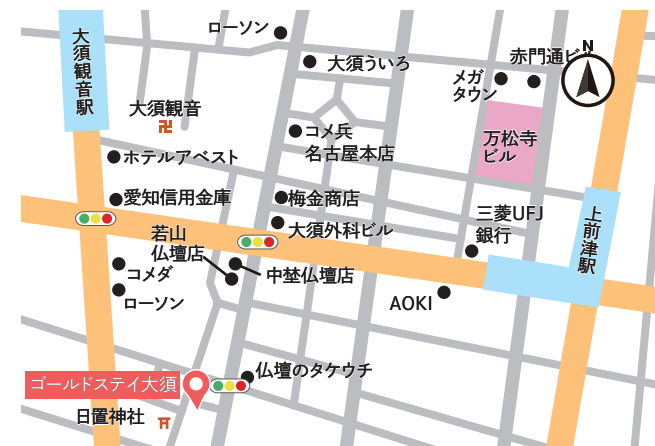 ローソン
大須観音駅
大須ういろ
赤門通ビ
N
メガ
タウン
大須観音
コメ兵
名古屋本店
万松寺
ビル
ホテルアベスト
愛知信用金庫
梅金商店
三菱UFJ
銀行
上前津駅
大須外科ビル
若山
仏壇店
コメダ
中埜仏壇店
ローソン
AOKI
仏壇のタケウチ
ゴールドステイ大須
日置神社